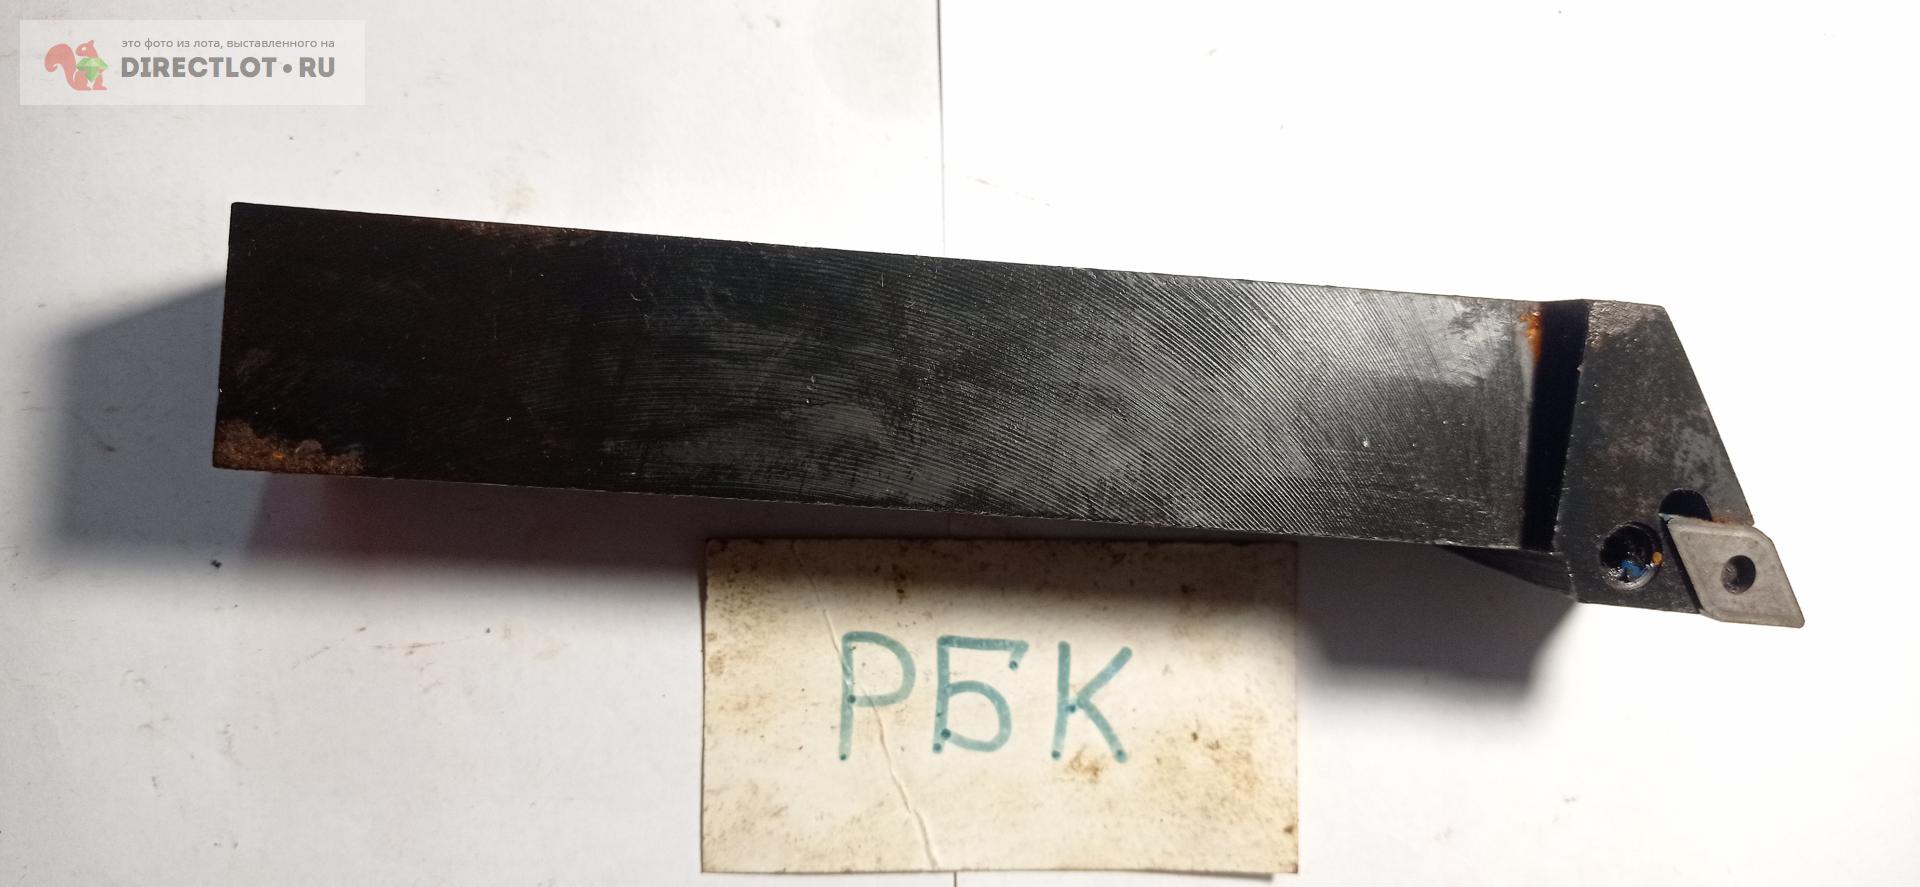 это фото из лота, выставленного на
DIRECTLOT•RU
РБК